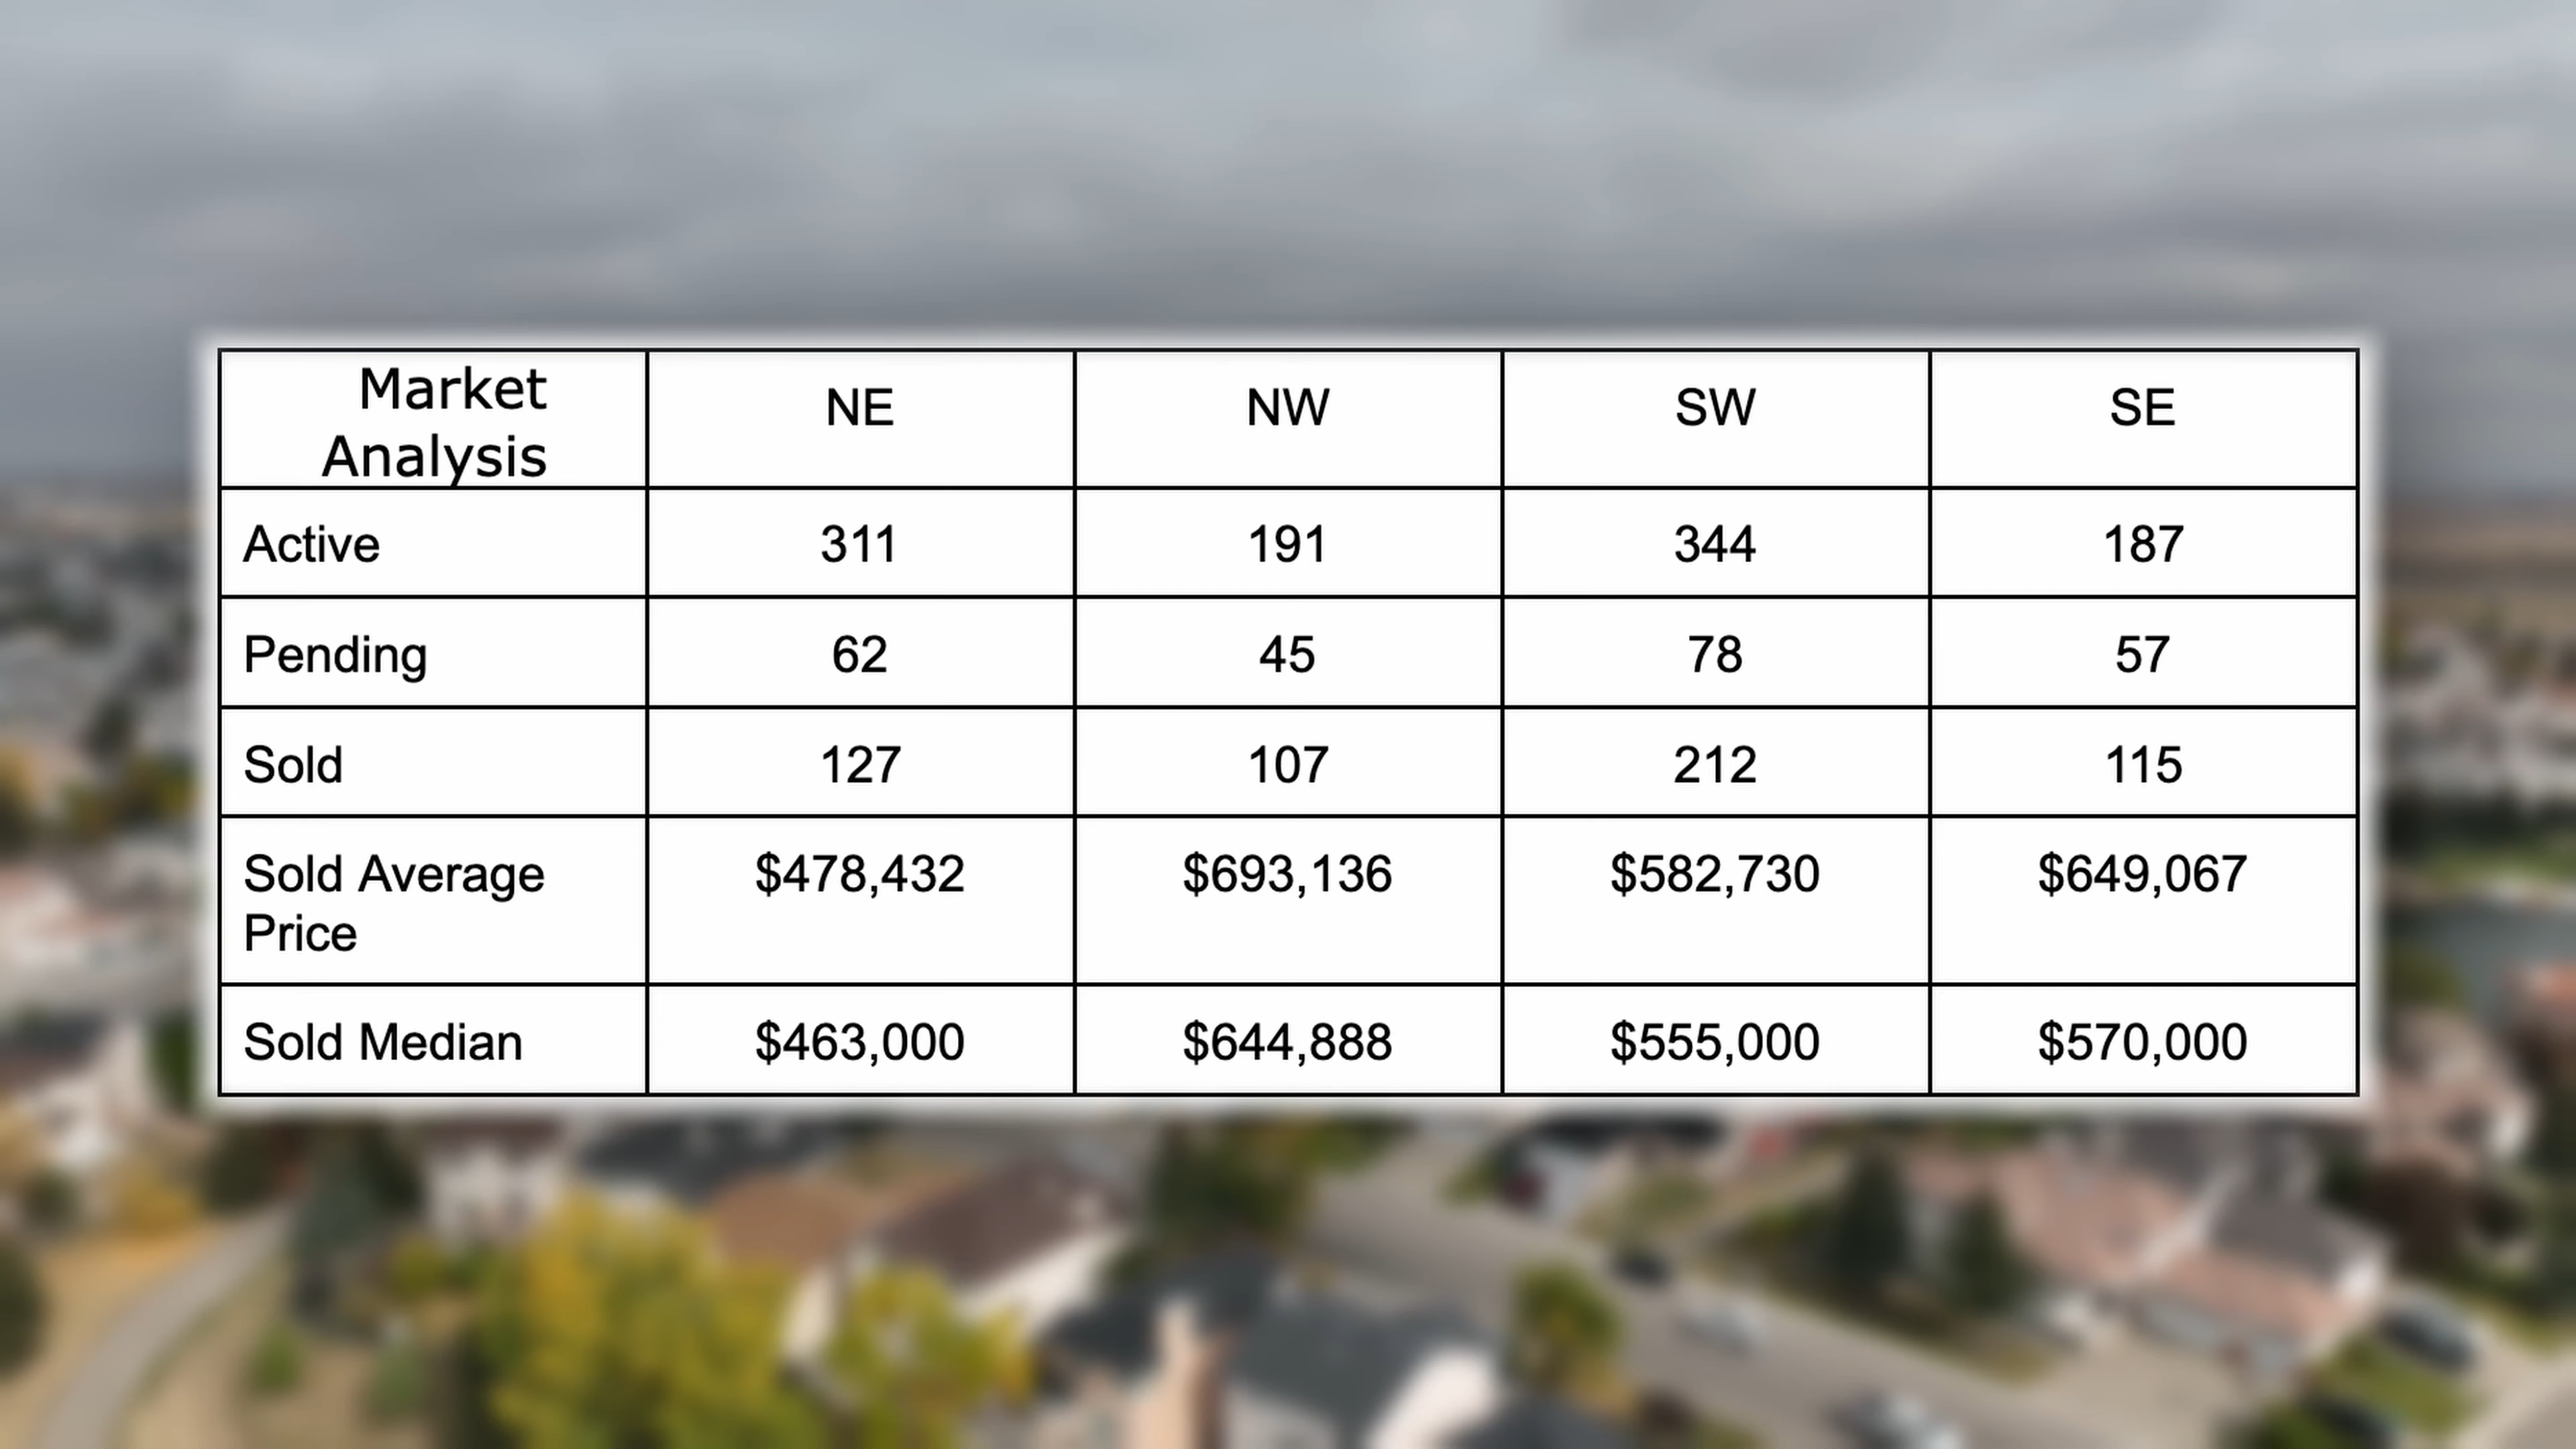 Market
Analysis
NE
NW
SW
SE
Active
311
191
344
187
Pending
62
45
78
57
Sold
127
107
212
115
Sold Average
Price
$478,432
$693,136
$582,730
$649,067
Sold Median
$463,000
$644,888
$555,000
$570,000